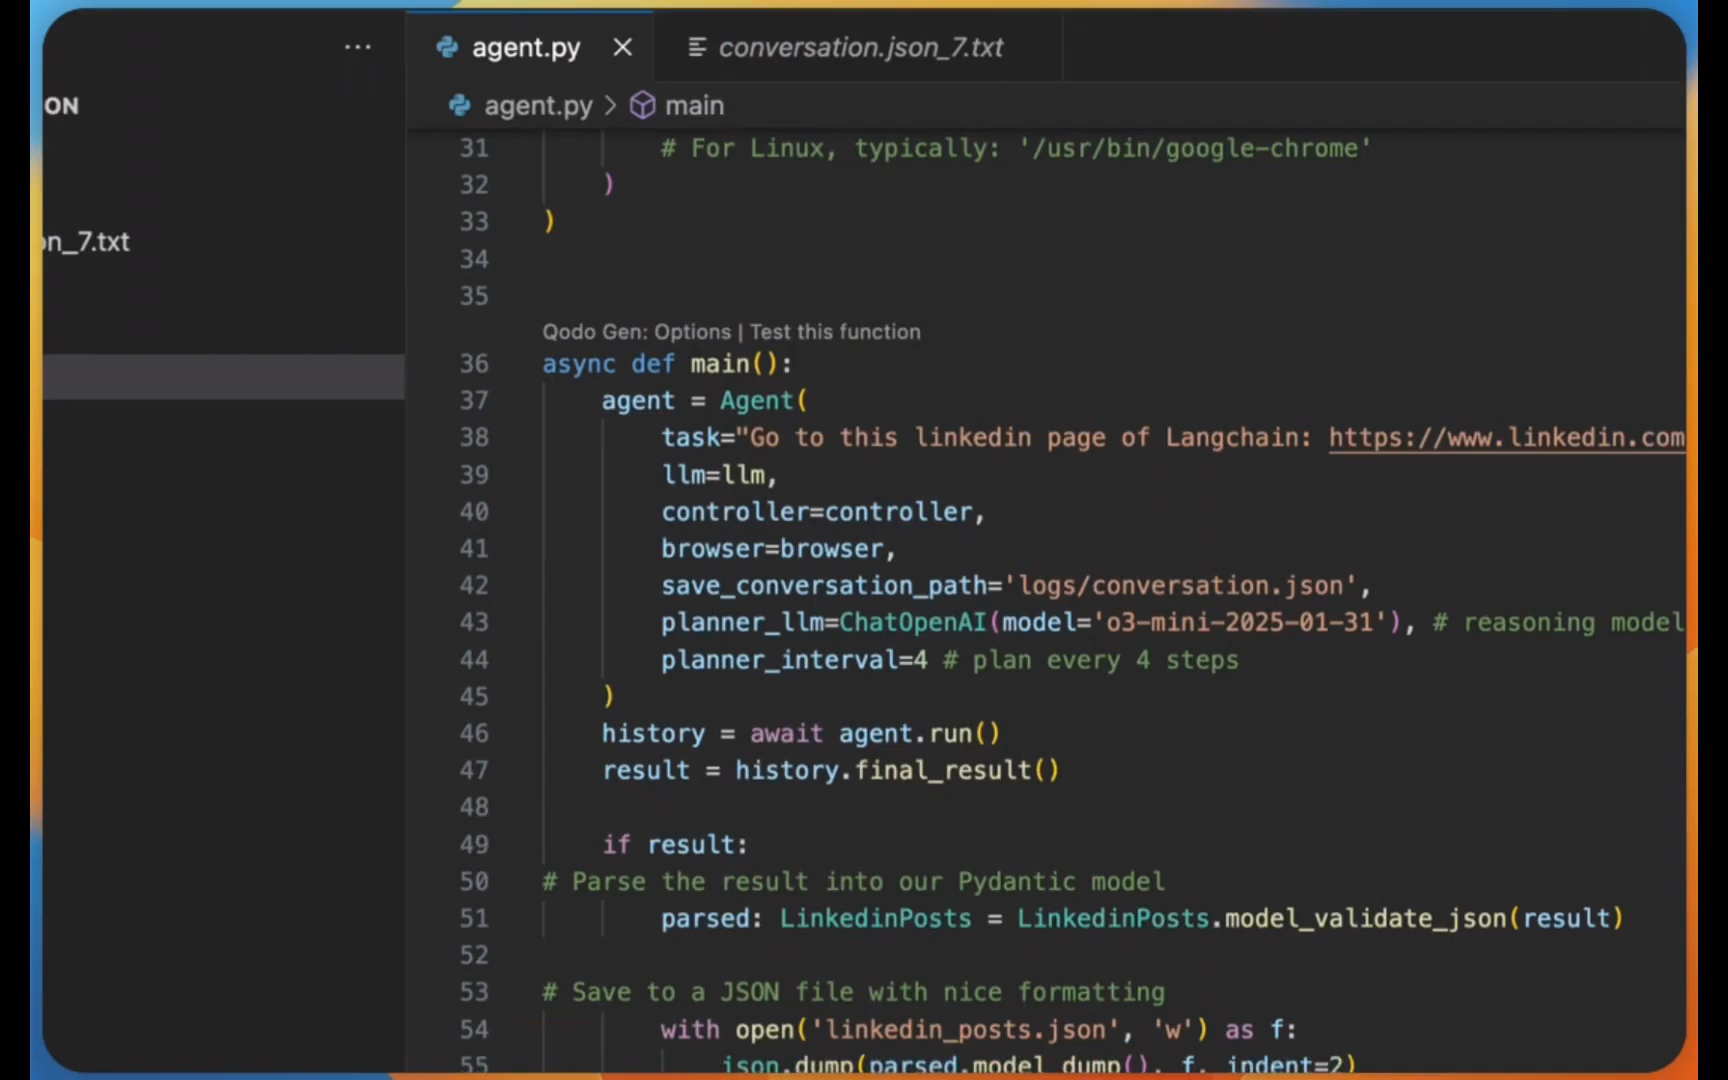 ...
agent.py
conversation.json_7.txt
ON
agent.py > main
on_7.txt
31 # For Linux, typically: '/usr/bin/google-chrome'
32 )
33 )
34
35
Qodo Gen: Options | Test this function
36 async def main():
37 agent = Agent(
38 task="Go to this linkedin page of Langchain: https://www.linkedin.com
39 llm=llm,
40 controller=controller,
41 browser=browser,
42 save_conversation_path='logs/conversation.json',
43 planner_llm=ChatOpenAI(model='o3-mini-2025-01-31'), # reasoning model
44 planner_interval=4 # plan every 4 steps
45 )
46 history = await agent.run()
47 result = history.final_result()
48
49 if result:
50 # Parse the result into our Pydantic model
51 parsed: LinkedinPosts = LinkedinPosts.model_validate_json(result)
52
53 # Save to a JSON file with nice formatting
54 with open('linkedin_posts.json', 'w') as f:
55 json.dump(parsed.model_dump(), f, indent=2)